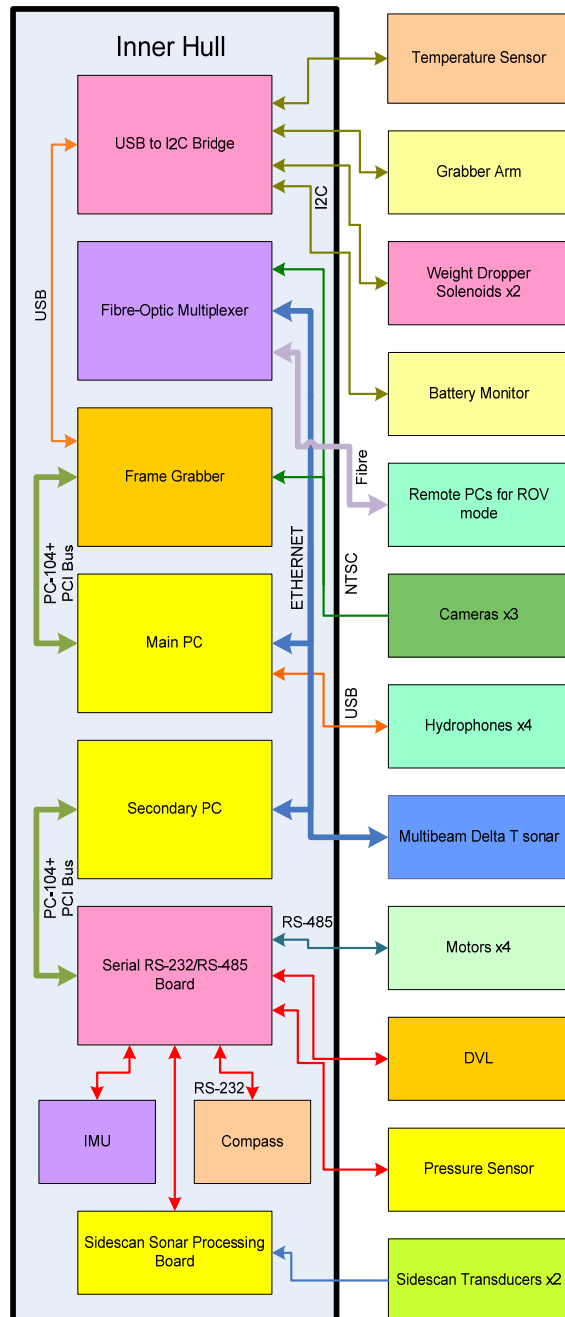 Inner Hull
Temperature Sensor
USB to I2C Bridge
Grabber Arm
I2C
Weight Dropper
Solenoids x2
USB
Fibre-Optic Multiplexer
Battery Monitor
Frame Grabber
Fibre
Remote PCs for ROV
mode
PC-104+
PCI Bus
ETHERNET
NTSC
Main PC
Cameras x3
USB
Hydrophones x4
Secondary PC
Multibeam Delta T sonar
PC-104+
PCI Bus
RS-485
Serial RS-232/RS-485
Board
Motors x4
DVL
RS-232
IMU
Compass
Pressure Sensor
Sidescan Sonar Processing
Board
Sidescan Transducers x2